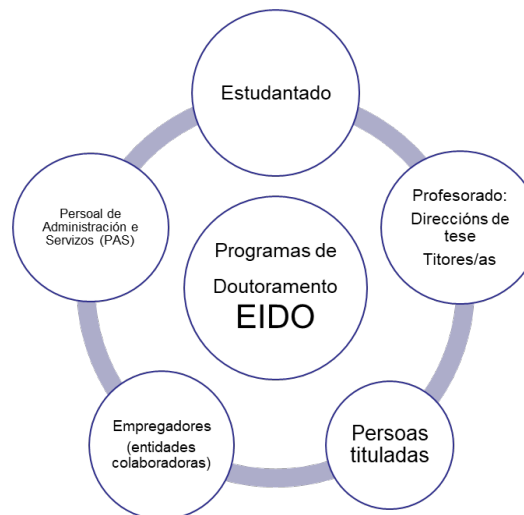 Estudantado
Profesorado:
Direccións de
tese
Titores/as
Persoas
tituladas
Empregadores
(entidades
colaboradoras)
Persoal de
Administración e
Servizos (PAS)
Programas de
Doutoramento
EIDO